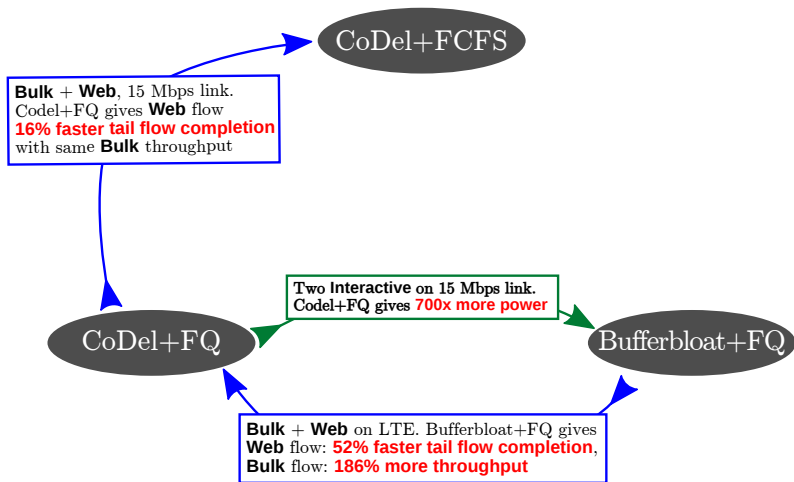 CoDel+FCFS
Bulk + Web, 15 Mbps link.
Codel+FQ gives Web flow
16% faster tail flow completion
with same Bulk throughput
Two Interactive on 15 Mbps link.
Codel+FQ gives 700x more power
CoDel+FQ
Bufferbloat+FQ
Bulk + Web on LTE. Bufferbloat+FQ gives
Web flow: 52% faster tail flow completion,
Bulk flow: 186% more throughput